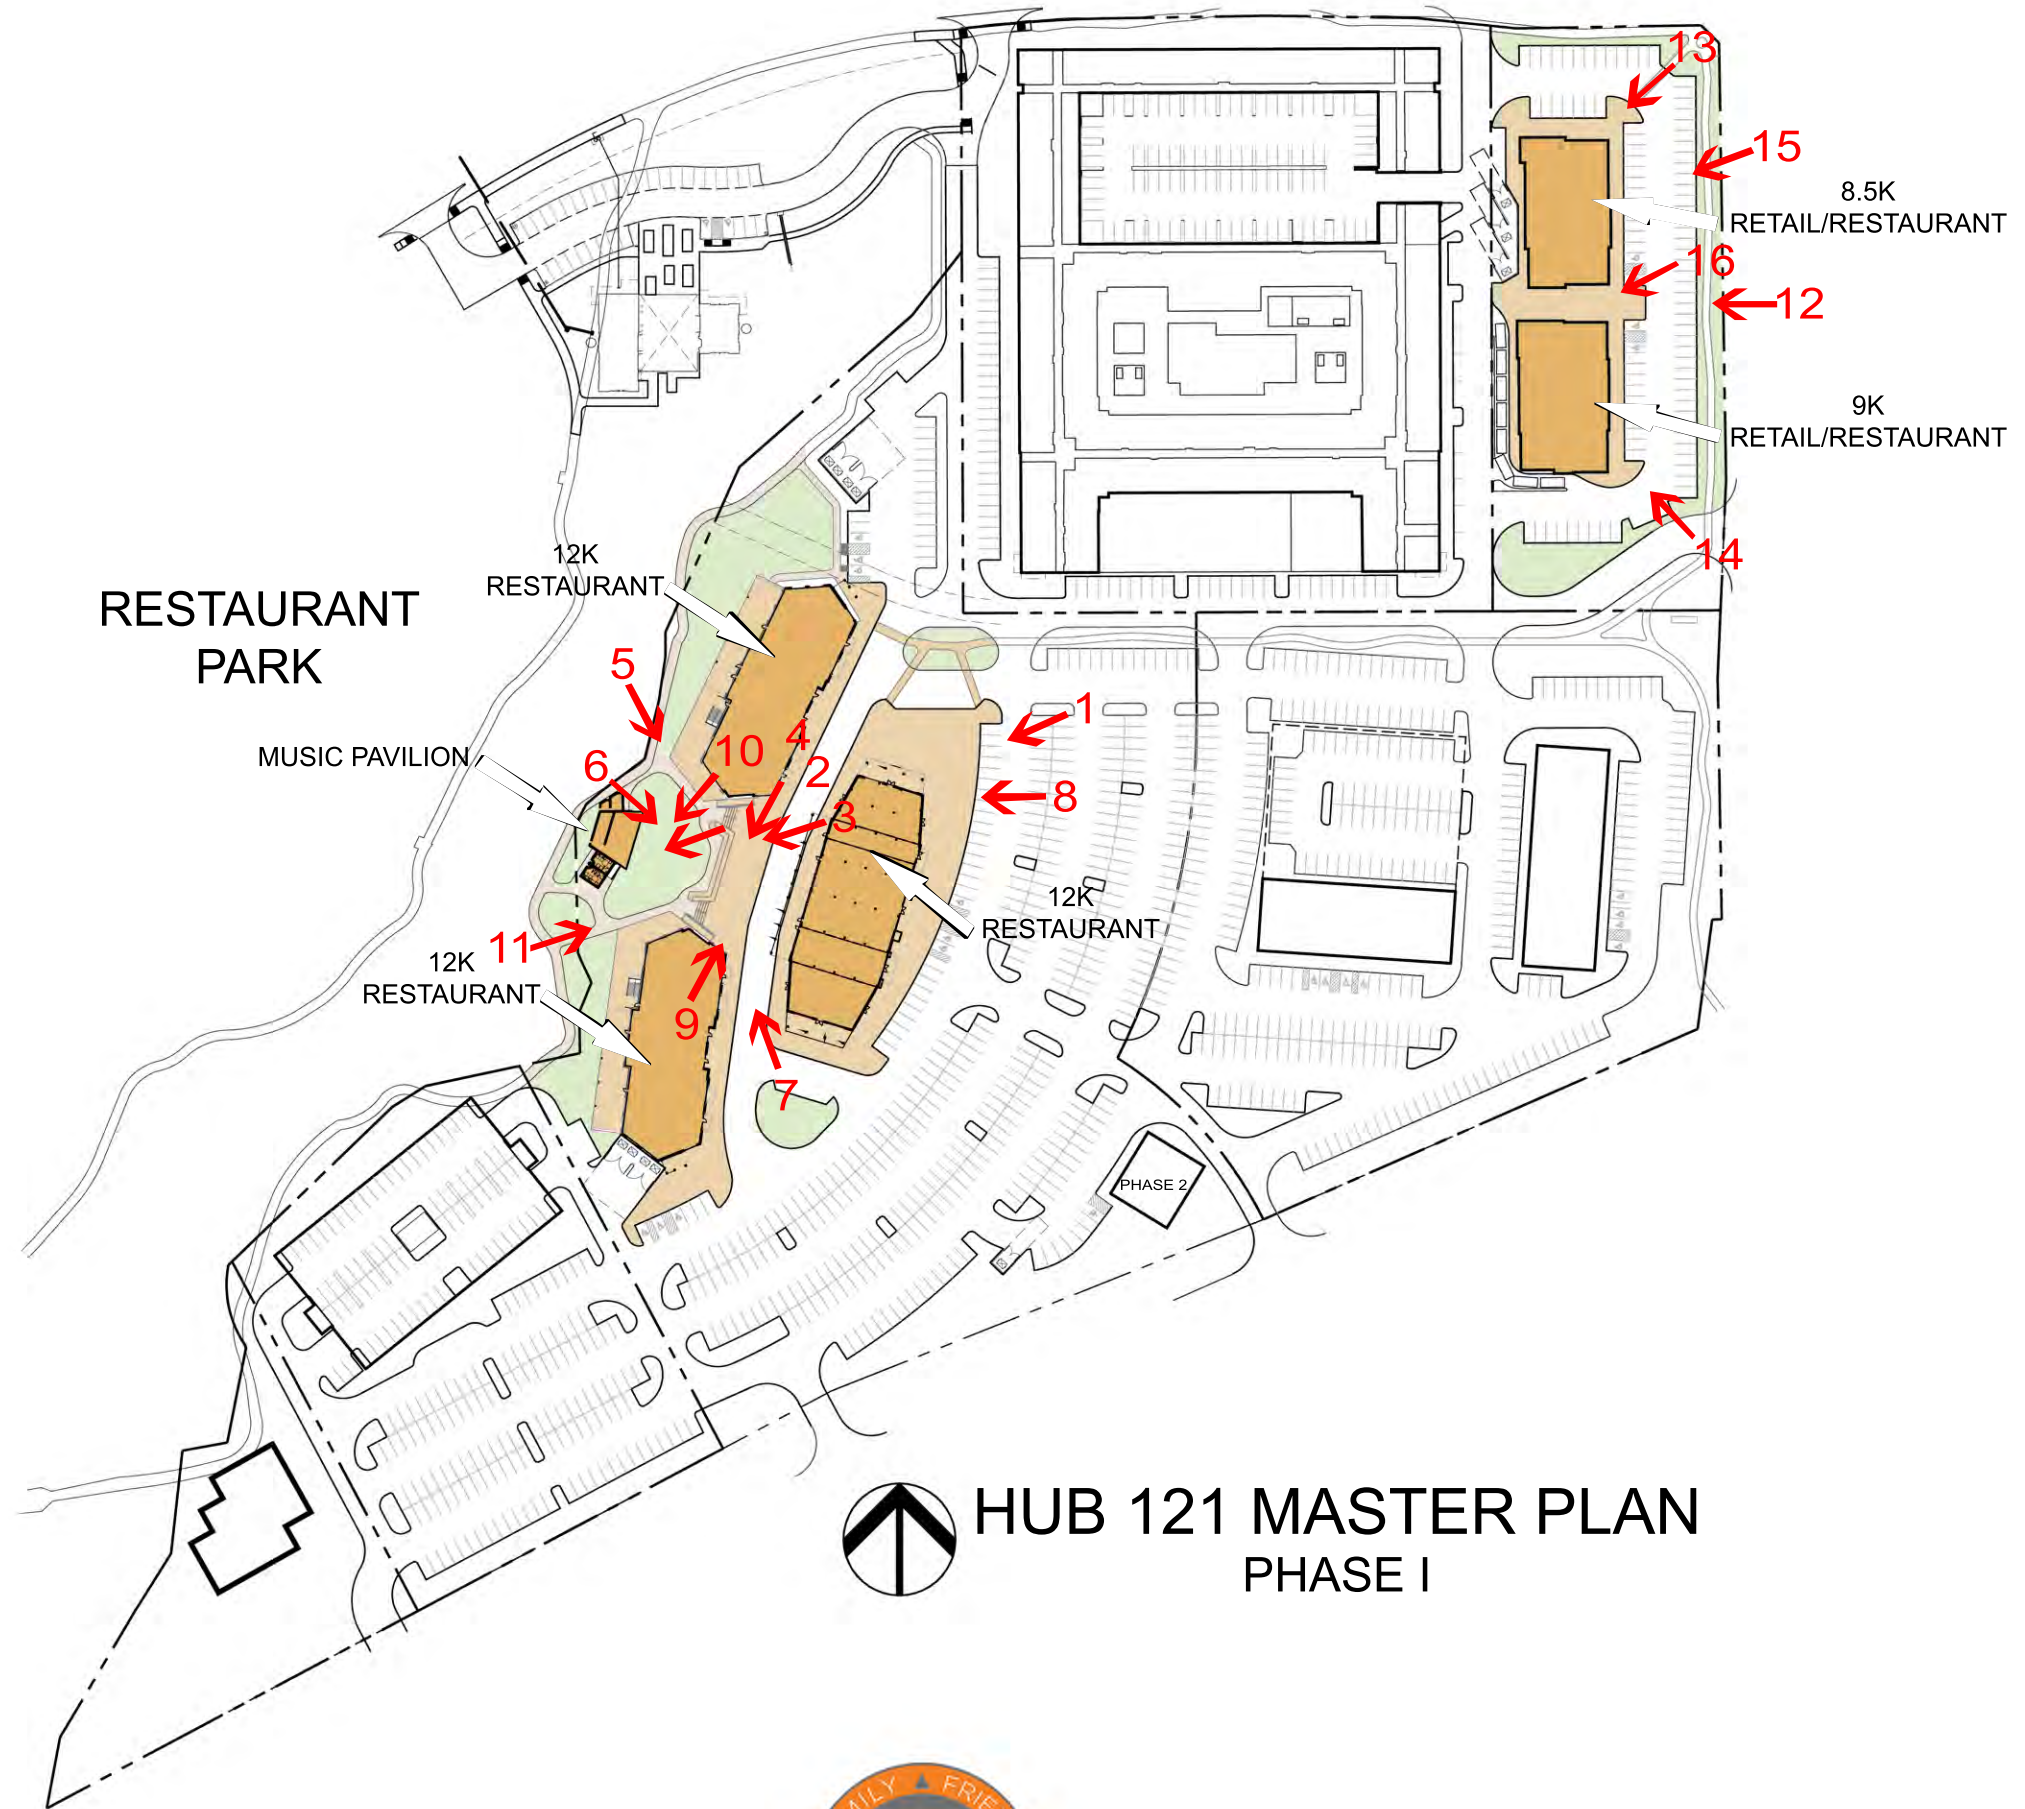 13
15
8.5K
RETAIL/RESTAURANT
16
12
9K
RETAIL/RESTAURANT
14
12K
RESTAURANT
RESTAURANT
PARK
5
1
MUSIC PAVILION
6
10
4
2
8
3
12K
RESTAURANT
11
12K
RESTAURANT
9
7
PHASE 2
HUB 121 MASTER PLAN
PHASE I